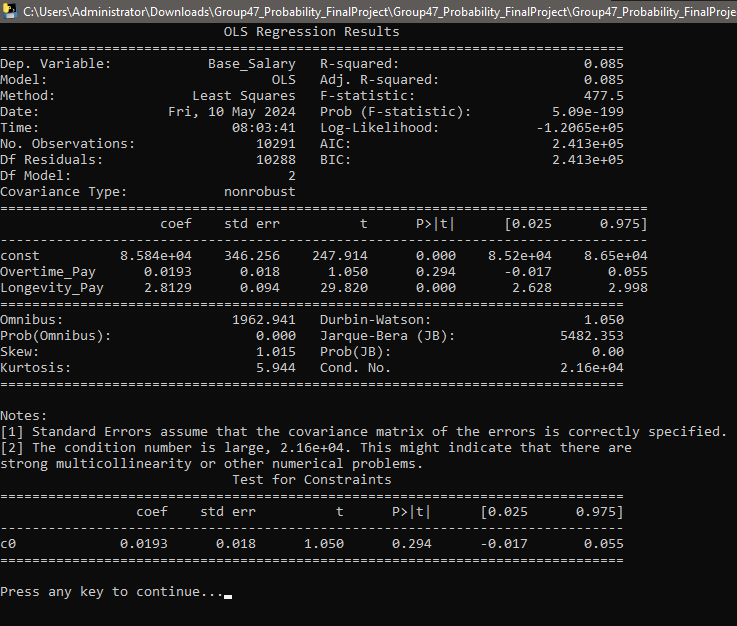 C:\Users\Administrator\Downloads\Group47_Probability_FinalProject\Group47_Probability_FinalProject\Group47_Probability_FinalProje
OLS Regression Results
==============================================================================
Dep. Variable:            Base_Salary   R-squared:                       0.085
Model:                            OLS   Adj. R-squared:                  0.085
Method:                 Least Squares   F-statistic:                     477.5
Date:                Fri, 10 May 2024   Prob (F-statistic):          5.09e-199
Time:                        08:03:41   Log-Likelihood:            -1.2065e+05
No. Observations:               10291   AIC:                         2.413e+05
Df Residuals:                   10288   BIC:                         2.413e+05
Df Model:                           2
Covariance Type:            nonrobust
=================================================================================
                    coef    std err          t      P>|t|      [0.025      0.975]
---------------------------------------------------------------------------------
const          8.584e+04    346.256    247.914      0.000    8.52e+04    8.65e+04
Overtime_Pay      0.0193      0.018      1.050      0.294      -0.017       0.055
Longevity_Pay     2.8129      0.094     29.820      0.000       2.628       2.998
==============================================================================
Omnibus:                     1962.941   Durbin-Watson:                   1.050
Prob(Omnibus):                  0.000   Jarque-Bera (JB):             5482.353
Skew:                           1.015   Prob(JB):                         0.00
Kurtosis:                       5.944   Cond. No.                     2.16e+04
==============================================================================
Notes:
[1] Standard Errors assume that the covariance matrix of the errors is correctly specified.
[2] The condition number is large, 2.16e+04. This might indicate that there are
strong multicollinearity or other numerical problems.
Test for Constraints
==============================================================================
                 coef    std err          t      P>|t|      [0.025      0.975]
------------------------------------------------------------------------------
c0             0.0193      0.018      1.050      0.294      -0.017       0.055
==============================================================================
Press any key to continue..._